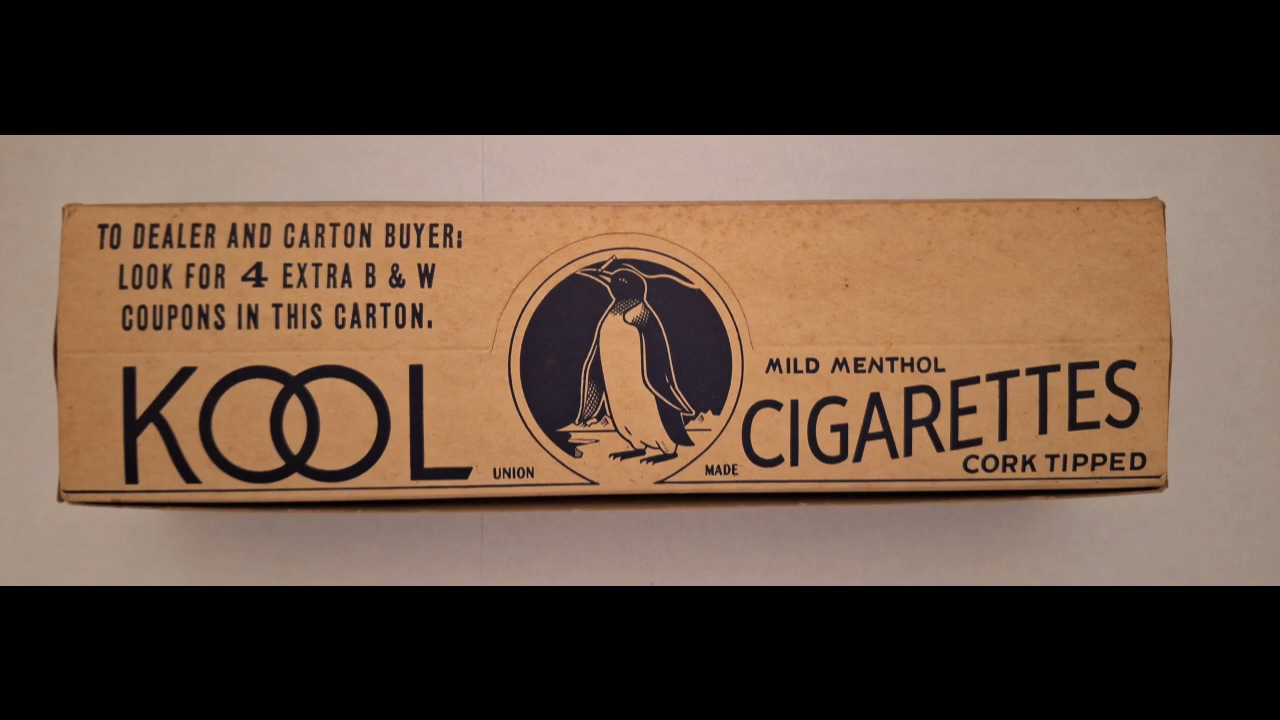 TO DEALER AND CARTON BUYER:
LOOK FOR 4 EXTRA B & W
COUPONS IN THIS CARTON.
KOOL
UNION MADE
MILD MENTHOL
CIGARETTES
CORK TIPPED